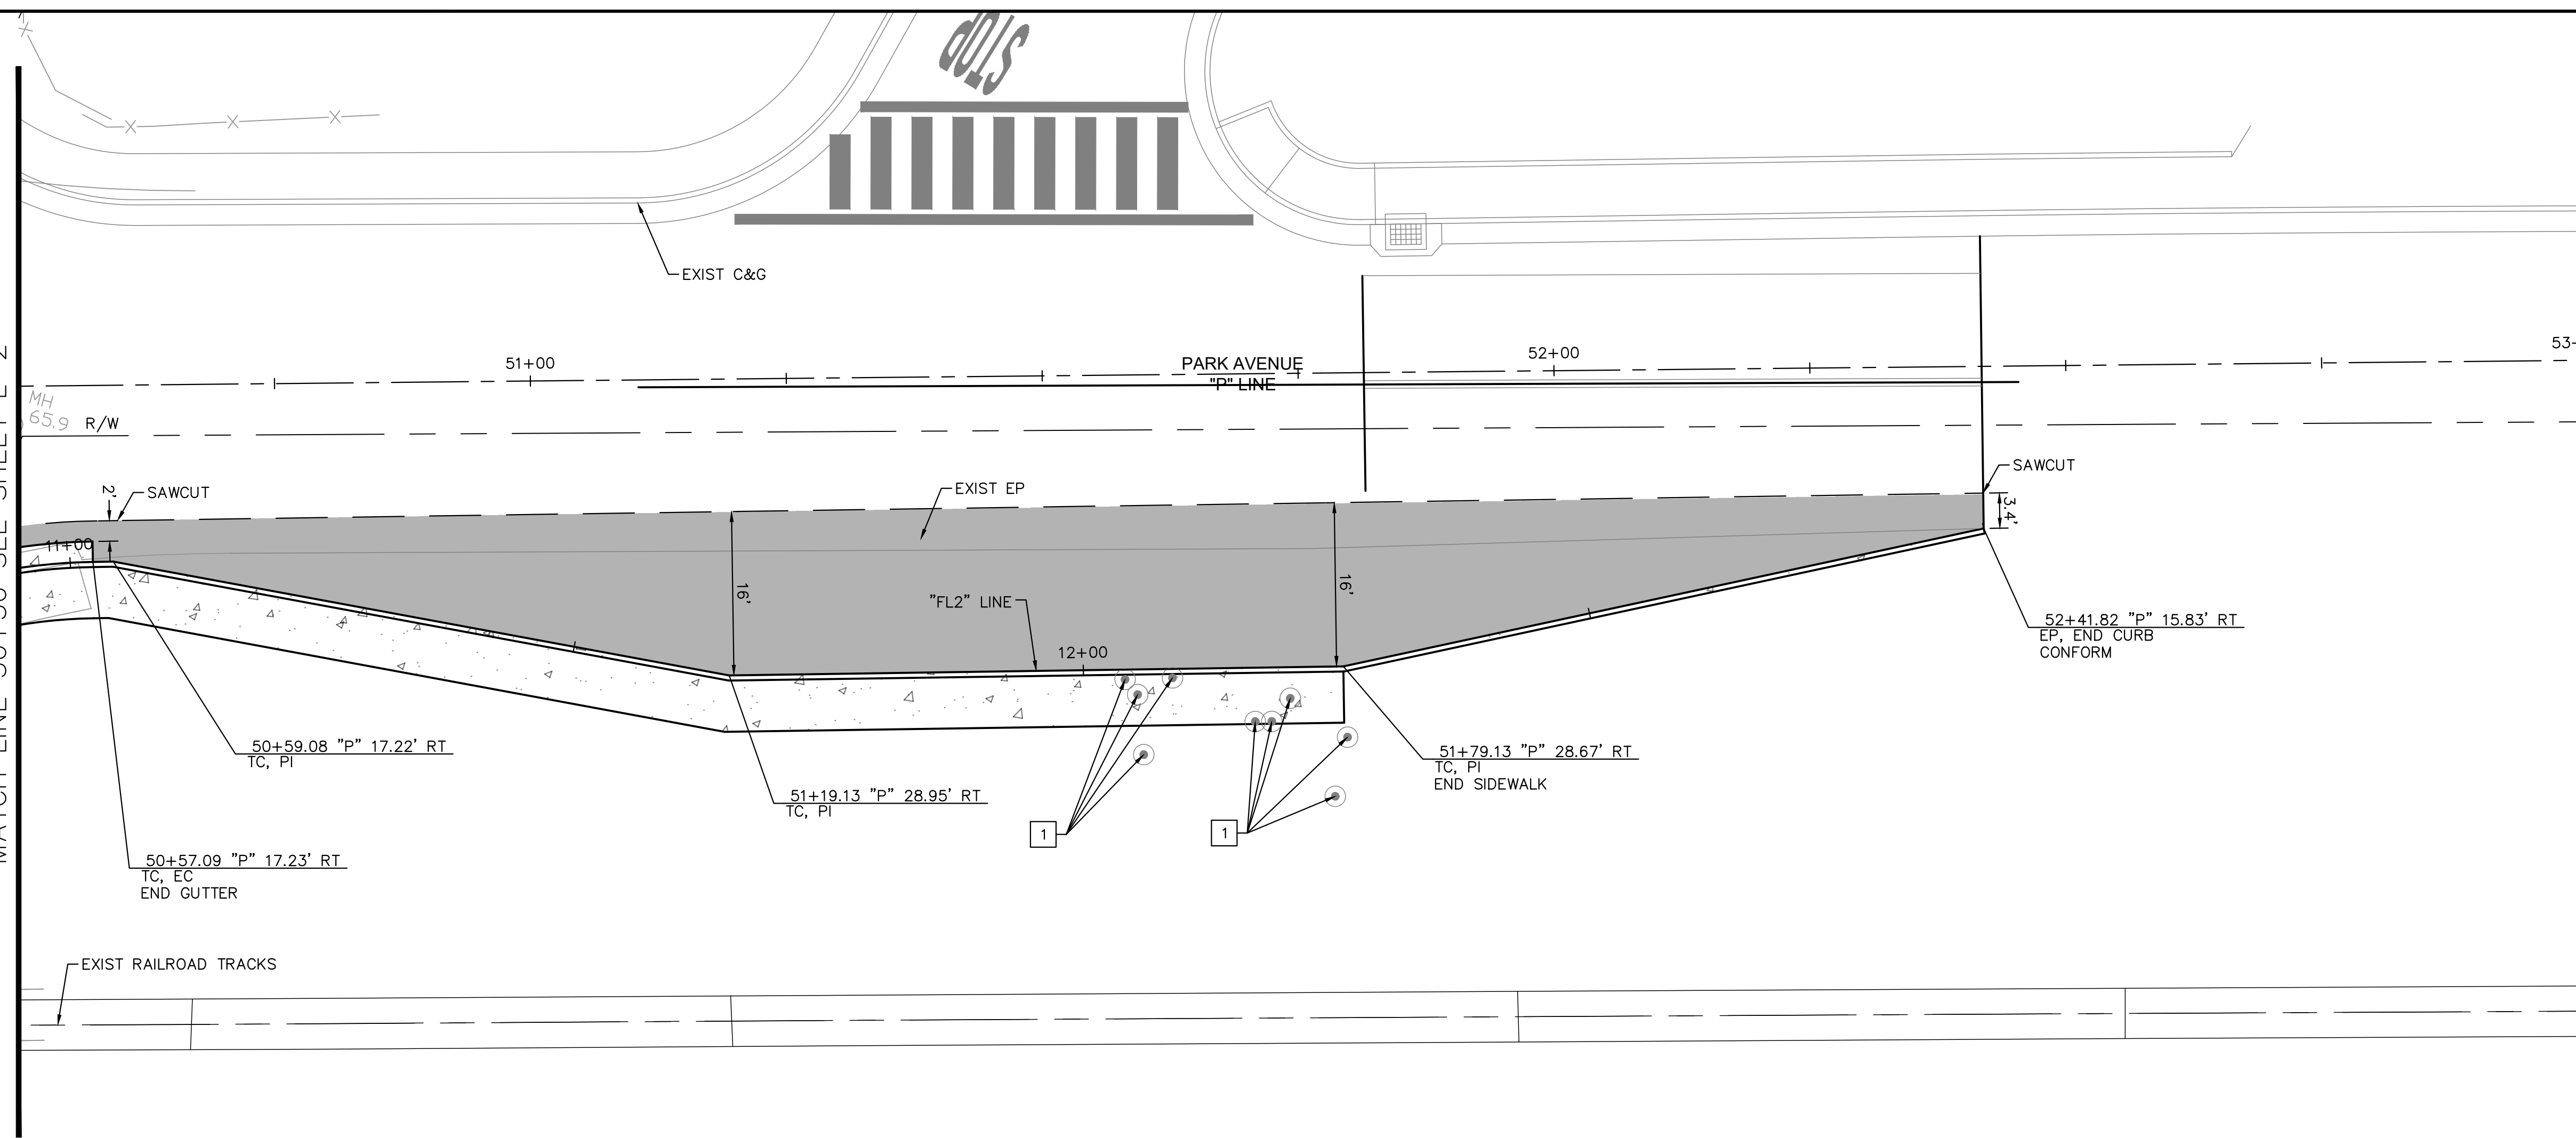 STOP
EXIST C&G
51+00
PARK AVENUE
"P" LINE
52+00
MH
65.9
R/W
2'
SAWCUT
EXIST EP
SAWCUT
3.4'
11+00
16'
16'
"FL2" LINE
12+00
52+41.82 "P" 15.83' RT
EP, END CURB
CONFORM
50+59.08 "P" 17.22' RT
TC, PI
51+19.13 "P" 28.95' RT
TC, PI
51+79.13 "P" 28.67' RT
TC, PI
END SIDEWALK
1
1
50+57.09 "P" 17.23' RT
TC, EC
END GUTTER
EXIST RAILROAD TRACKS